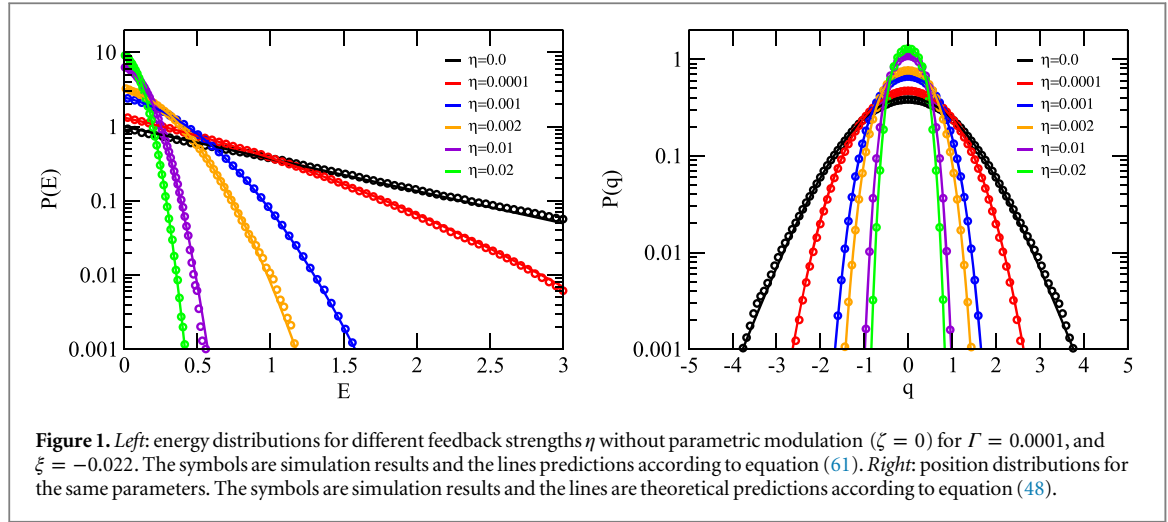 10
1
0.1
0.01
0.001
P(E)
0
0.5
1
1.5
2
2.5
3
E
η=0.0
η=0.0001
η=0.001
η=0.002
η=0.01
η=0.02
1
0.1
0.01
0.001
P(q)
-5
-4
-3
-2
-1
0
1
2
3
4
5
q
η=0.0
η=0.0001
η=0.001
η=0.002
η=0.01
η=0.02
Figure 1. Left: energy distributions for different feedback strengths η without parametric modulation (ζ = 0) for Γ = 0.0001, and
ξ = −0.022. The symbols are simulation results and the lines predictions according to equation (61). Right: position distributions for
the same parameters. The symbols are simulation results and the lines are theoretical predictions according to equation (48).